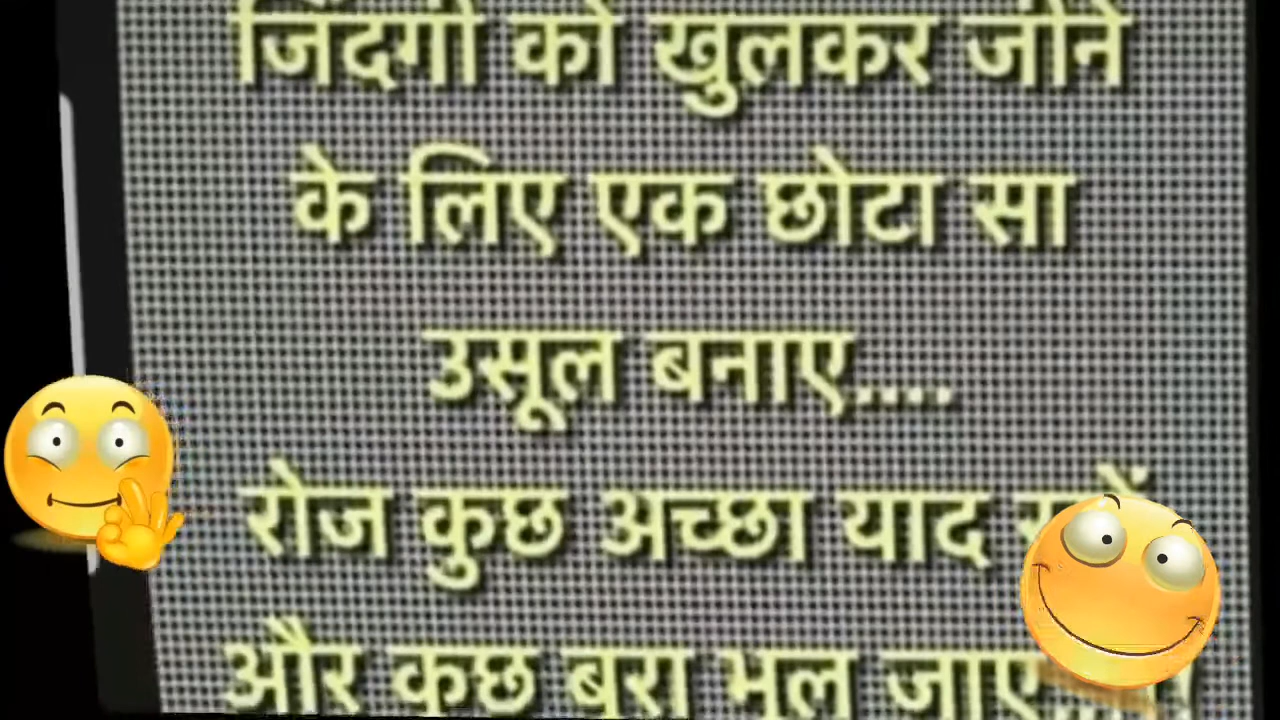 जिंदगी को खुलकर जीने
के लिए एक छोटा सा
उसूल बनाए....
रोज कुछ अच्छा याद
और कुछ बुरा भूल जाए